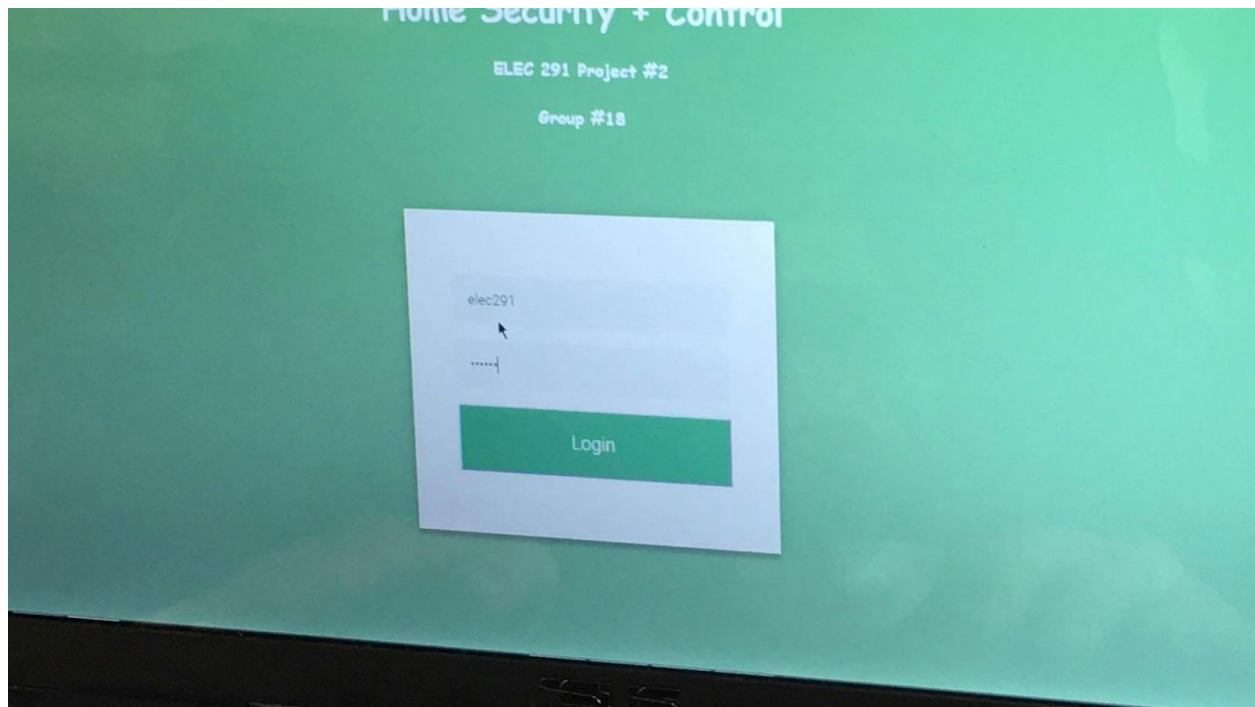 Home Security + Control
ELEC 291 Project #2
Group #18
elec291
••••••
Login